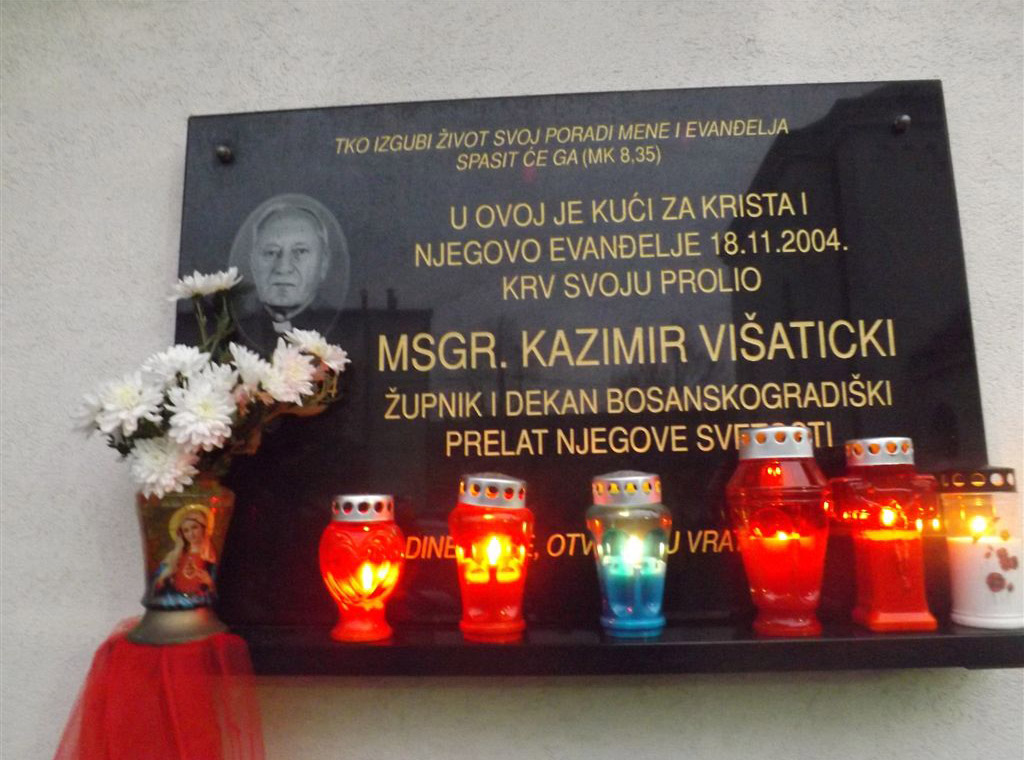 TKO IZGUBI ŽIVOT SVOJ PORADI MENE I EVANĐELJA
SPASIT ĆE GA (MK 8,35)
U OVOJ JE KUĆI ZA KRISTA I
NJEGOVO EVANĐELJE 18.11.2004.
KRV SVOJU PROLIO
MSGR. KAZIMIR VIŠATICKI
ŽUPNIK I DEKAN BOSANSKOGRADIŠKI
PRELAT NJEGOVE SVETOSTI